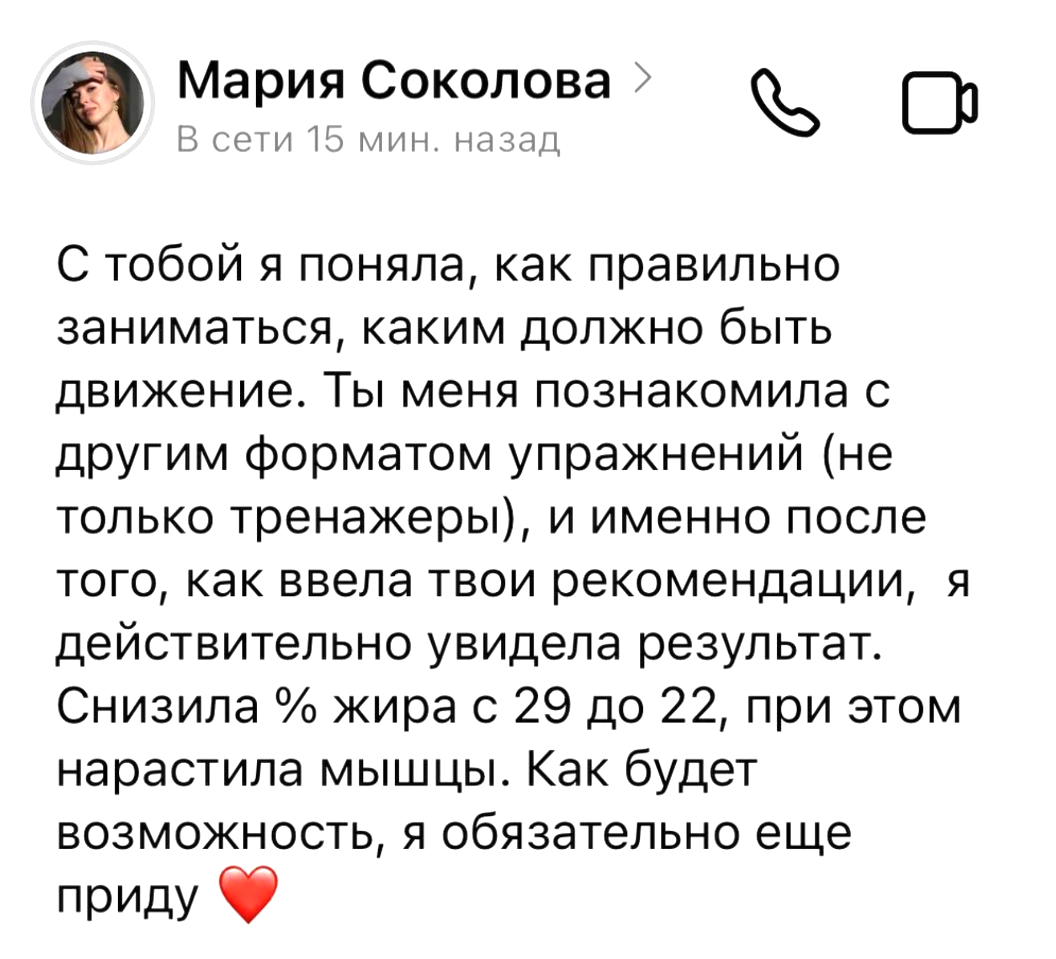 Мария Соколова
В сети 15 мин. назад
С тобой я поняла, как правильно
заниматься, каким должно быть
движение. Ты меня познакомила с
другим форматом упражнений (не
только тренажеры), и именно после
того, как ввела твои рекомендации,  я
действительно увидела результат.
Снизила % жира с 29 до 22, при этом
нарастила мышцы. Как будет
возможность, я обязательно еще
приду ❤️